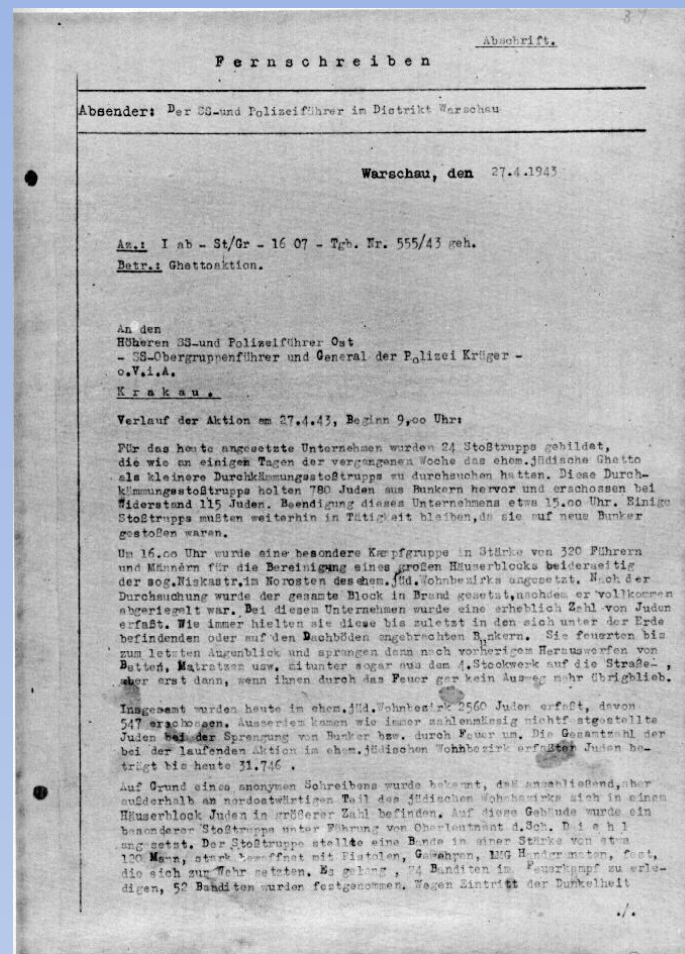 Abschrift.
Fernschreiben
Absender: Der SS-und Polizeiführer im Distrikt Warschau
Warschau, den 27.4.1943
Az.: I ab - St/Gr - 16 07 - Tgb. Nr. 555/43 geh.
Betr.: Ghettoaktion.
An den
Höheren SS-und Polizeiführer Ost
- SS-Obergruppenführer und General der Polizei Krüger -
o.V.i.A.
Krakau.
Verlauf der Aktion am 27.4.43, Beginn 9,oo Uhr:
Für das heute angesetzte Unternehmen wurden 24 Stoßtrupps gebildet,
die wie an einigen Tagen der vergangenen Woche das ehem.jüdische Ghetto
als kleinere Durchkämmungsstoßtrupps zu durchsuchen hatten. Diese Durch-
kämmungsstoßtrupps holten 780 Juden aus Bunkern hervor und erschossen bei
Widerstand 115 Juden. Beendigung dieses Unternehmens etwa 15.oo Uhr. Einige
Stoßtrupps mußten weiterhin in Tätigkeit bleiben,da sie auf neue Bunker
gestoßen waren.
Um 16.oo Uhr wurde eine besondere Kampfgruppe in Stärke von 320 Führern
und Männern für die Bereinigung eines großen Häuserblocks beiderseitig
der sog.Niskastr.im Norosten des ehem.jüd.Wohnbezirks angesetzt. Nach der
Durchsuchung wurde der gesamte Block in Brand gesetzt,nachdem er vollkommen
abgeriegelt war. Bei diesem Unternehmen wurde eine erheblich Zahl von Juden
erfaßt. Wie immer hielten sie diese bis zuletzt in den sich unter der Erde
befindenden oder auf den Dachböden angebrachten Bunkern. Sie feuerten bis
zum letzten Augenblick und sprangen dann nach vorherigem Herauswerfen von
Betten, Matratzen usw. mitunter sogar aus dem 4.Stockwerk auf die Straße,
aber erst dann, wenn ihnen durch das Feuer gar kein Ausweg mehr übrigblieb.
Insgesamt wurden heute im ehem.jüd.Wohnbezirk 2560 Juden erfaßt, davon
547 erschossen. Ausserdem kamen wie immer zahlenmässig nicht festgestellte
Juden bei der Sprengung von Bunker bzw. durch Feuer um. Die Gesamtzahl der
bei der laufenden Aktion im ehem.jüdischen Wohnbezirk erfaßter Juden be-
trägt bis heute 31.746 .
Auf Grund eines anonymen Schreibens wurde bekannt, daß anschließend,aber
außderhalb an nordostwärtigen Teil des jüdischen Wohnbezirks sich in einem
Häuserblock Juden in größerer Zahl befinden. Auf diese Gebäude wurde ein
besonderer Stoßtruppe unter Führung von Oberleutnant d.Sch. Diehl
angesetzt. Der Stoßtruppe stellte eine Bande in einer Stärke von etwa
120 Mann, stark bewaffnet mit Pistolen, Gewehren, LMG Handgranaten, fest,
die sich zur Wehr setzten. Es gelang , 24 Banditen im Feuerkampf zu erle-
digen, 52 Banditen wurden festgenommen. Wegen Eintritt der Dunkelheit
./.